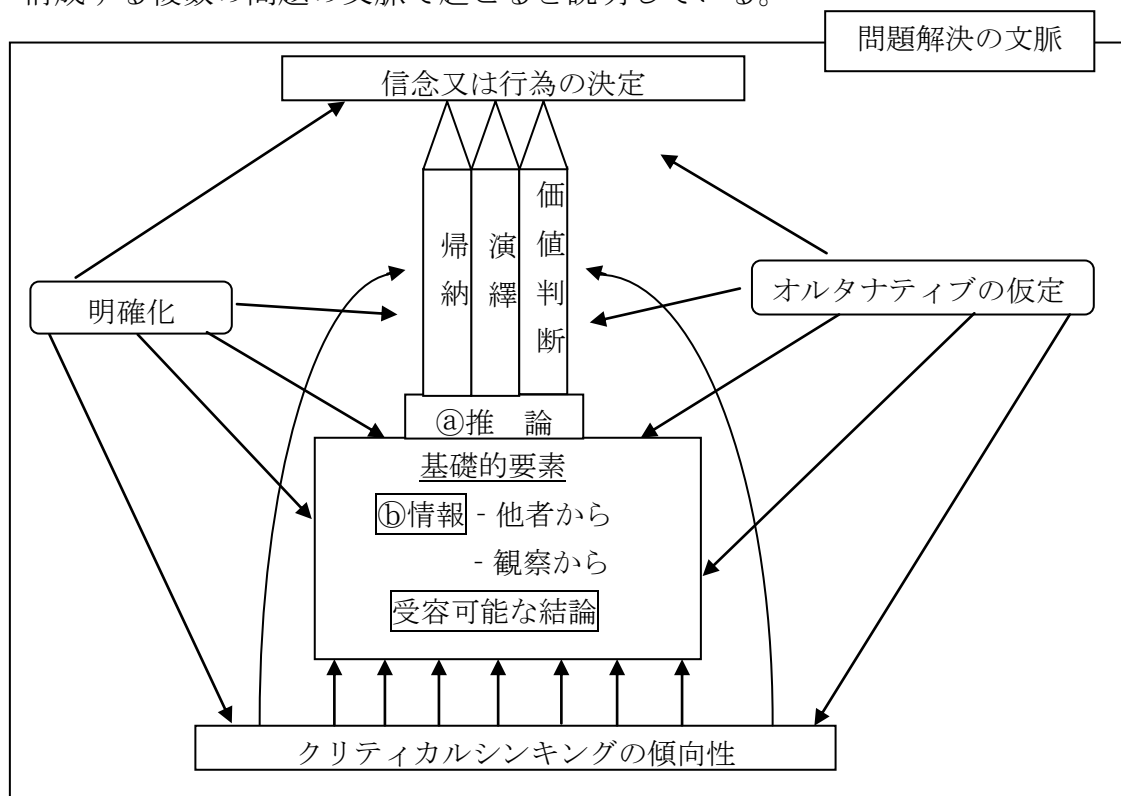 構成する複数の問題の文脈で起こると説明している。
問題解決の文脈
信念又は行為の決定
帰納
演繹
価値判断
明確化
オルタナティブの仮定
ⓐ推 論
基礎的要素
ⓑ情報 - 他者から
- 観察から
受容可能な結論
クリティカルシンキングの傾向性